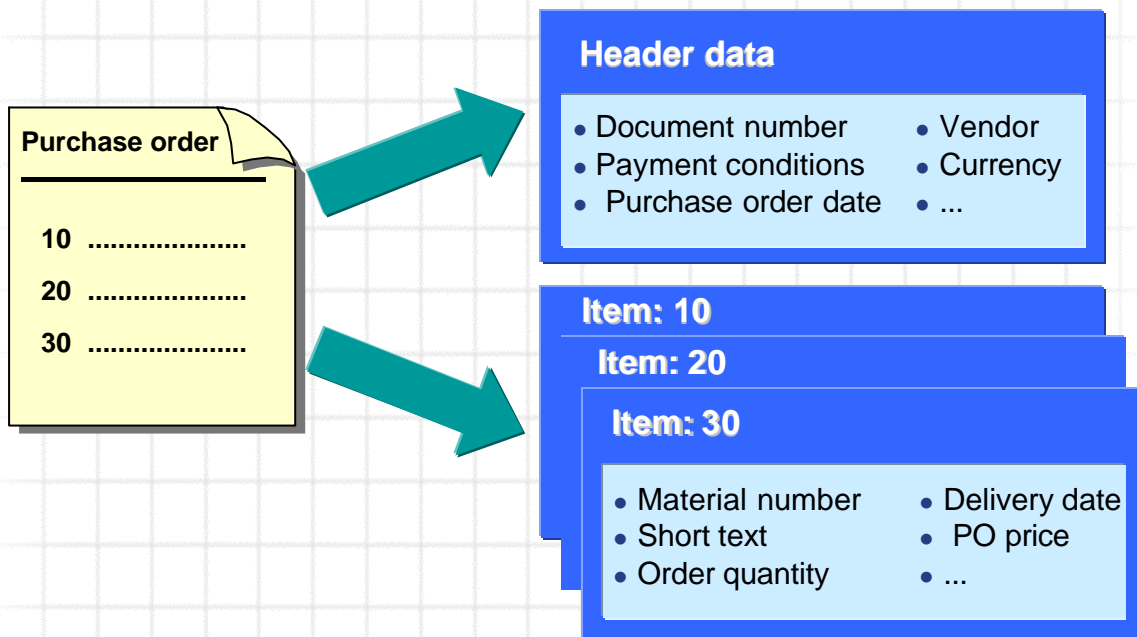 Purchase order
10 .....................
20 .....................
30 .....................
Header data
• Document number
• Payment conditions
• Purchase order date
• Vendor
• Currency
• ...
Item: 10
Item: 20
Item: 30
• Material number
• Short text
• Order quantity
• Delivery date
• PO price
• ...